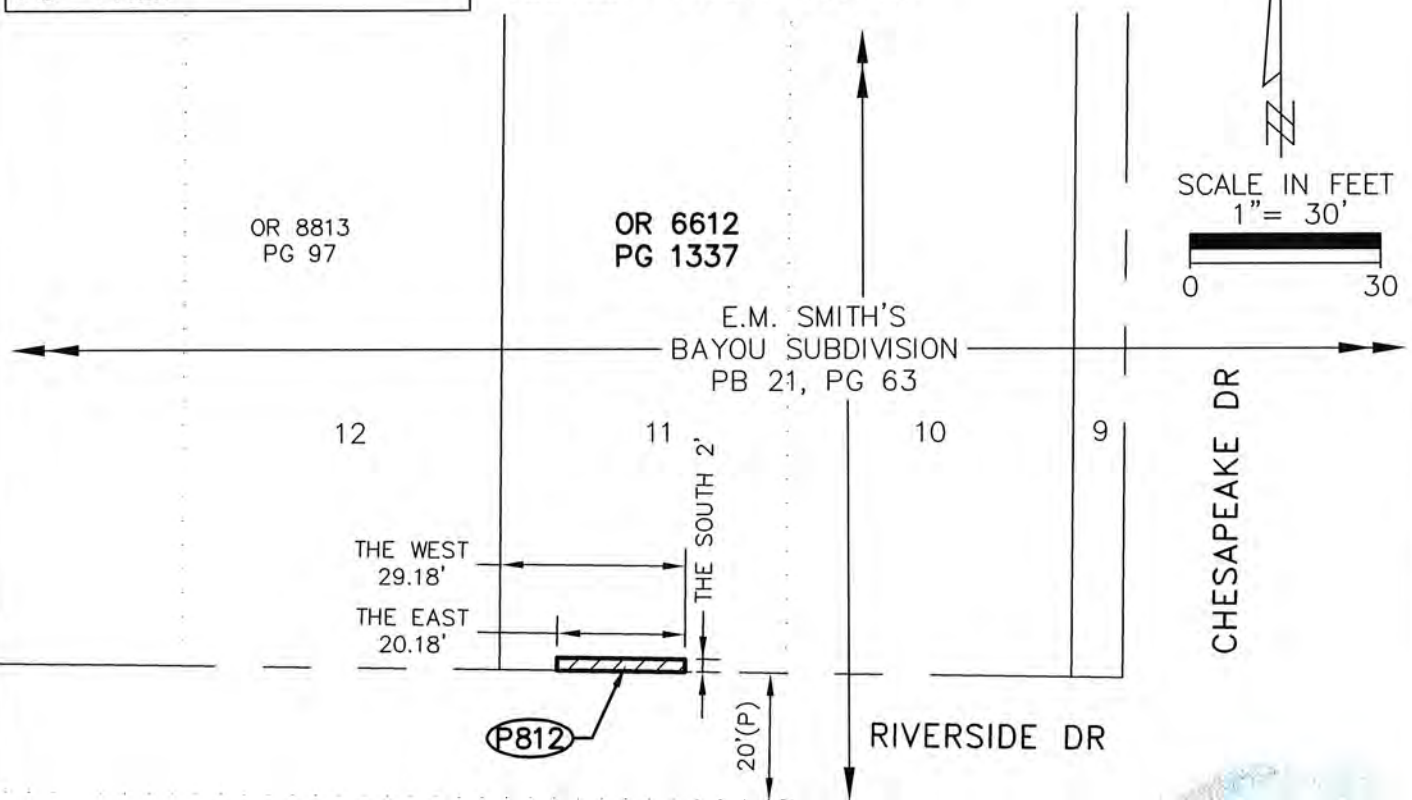 N
SCALE IN FEET
1"= 30'
0 30
OR 8813
PG 97
OR 6612
PG 1337
E.M. SMITH'S
BAYOU SUBDIVISION
PB 21, PG 63
12
11
10
9
CHESAPEAKE DR
THE SOUTH 2'
THE WEST
29.18'
THE EAST
20.18'
P812
20'(P)
RIVERSIDE DR